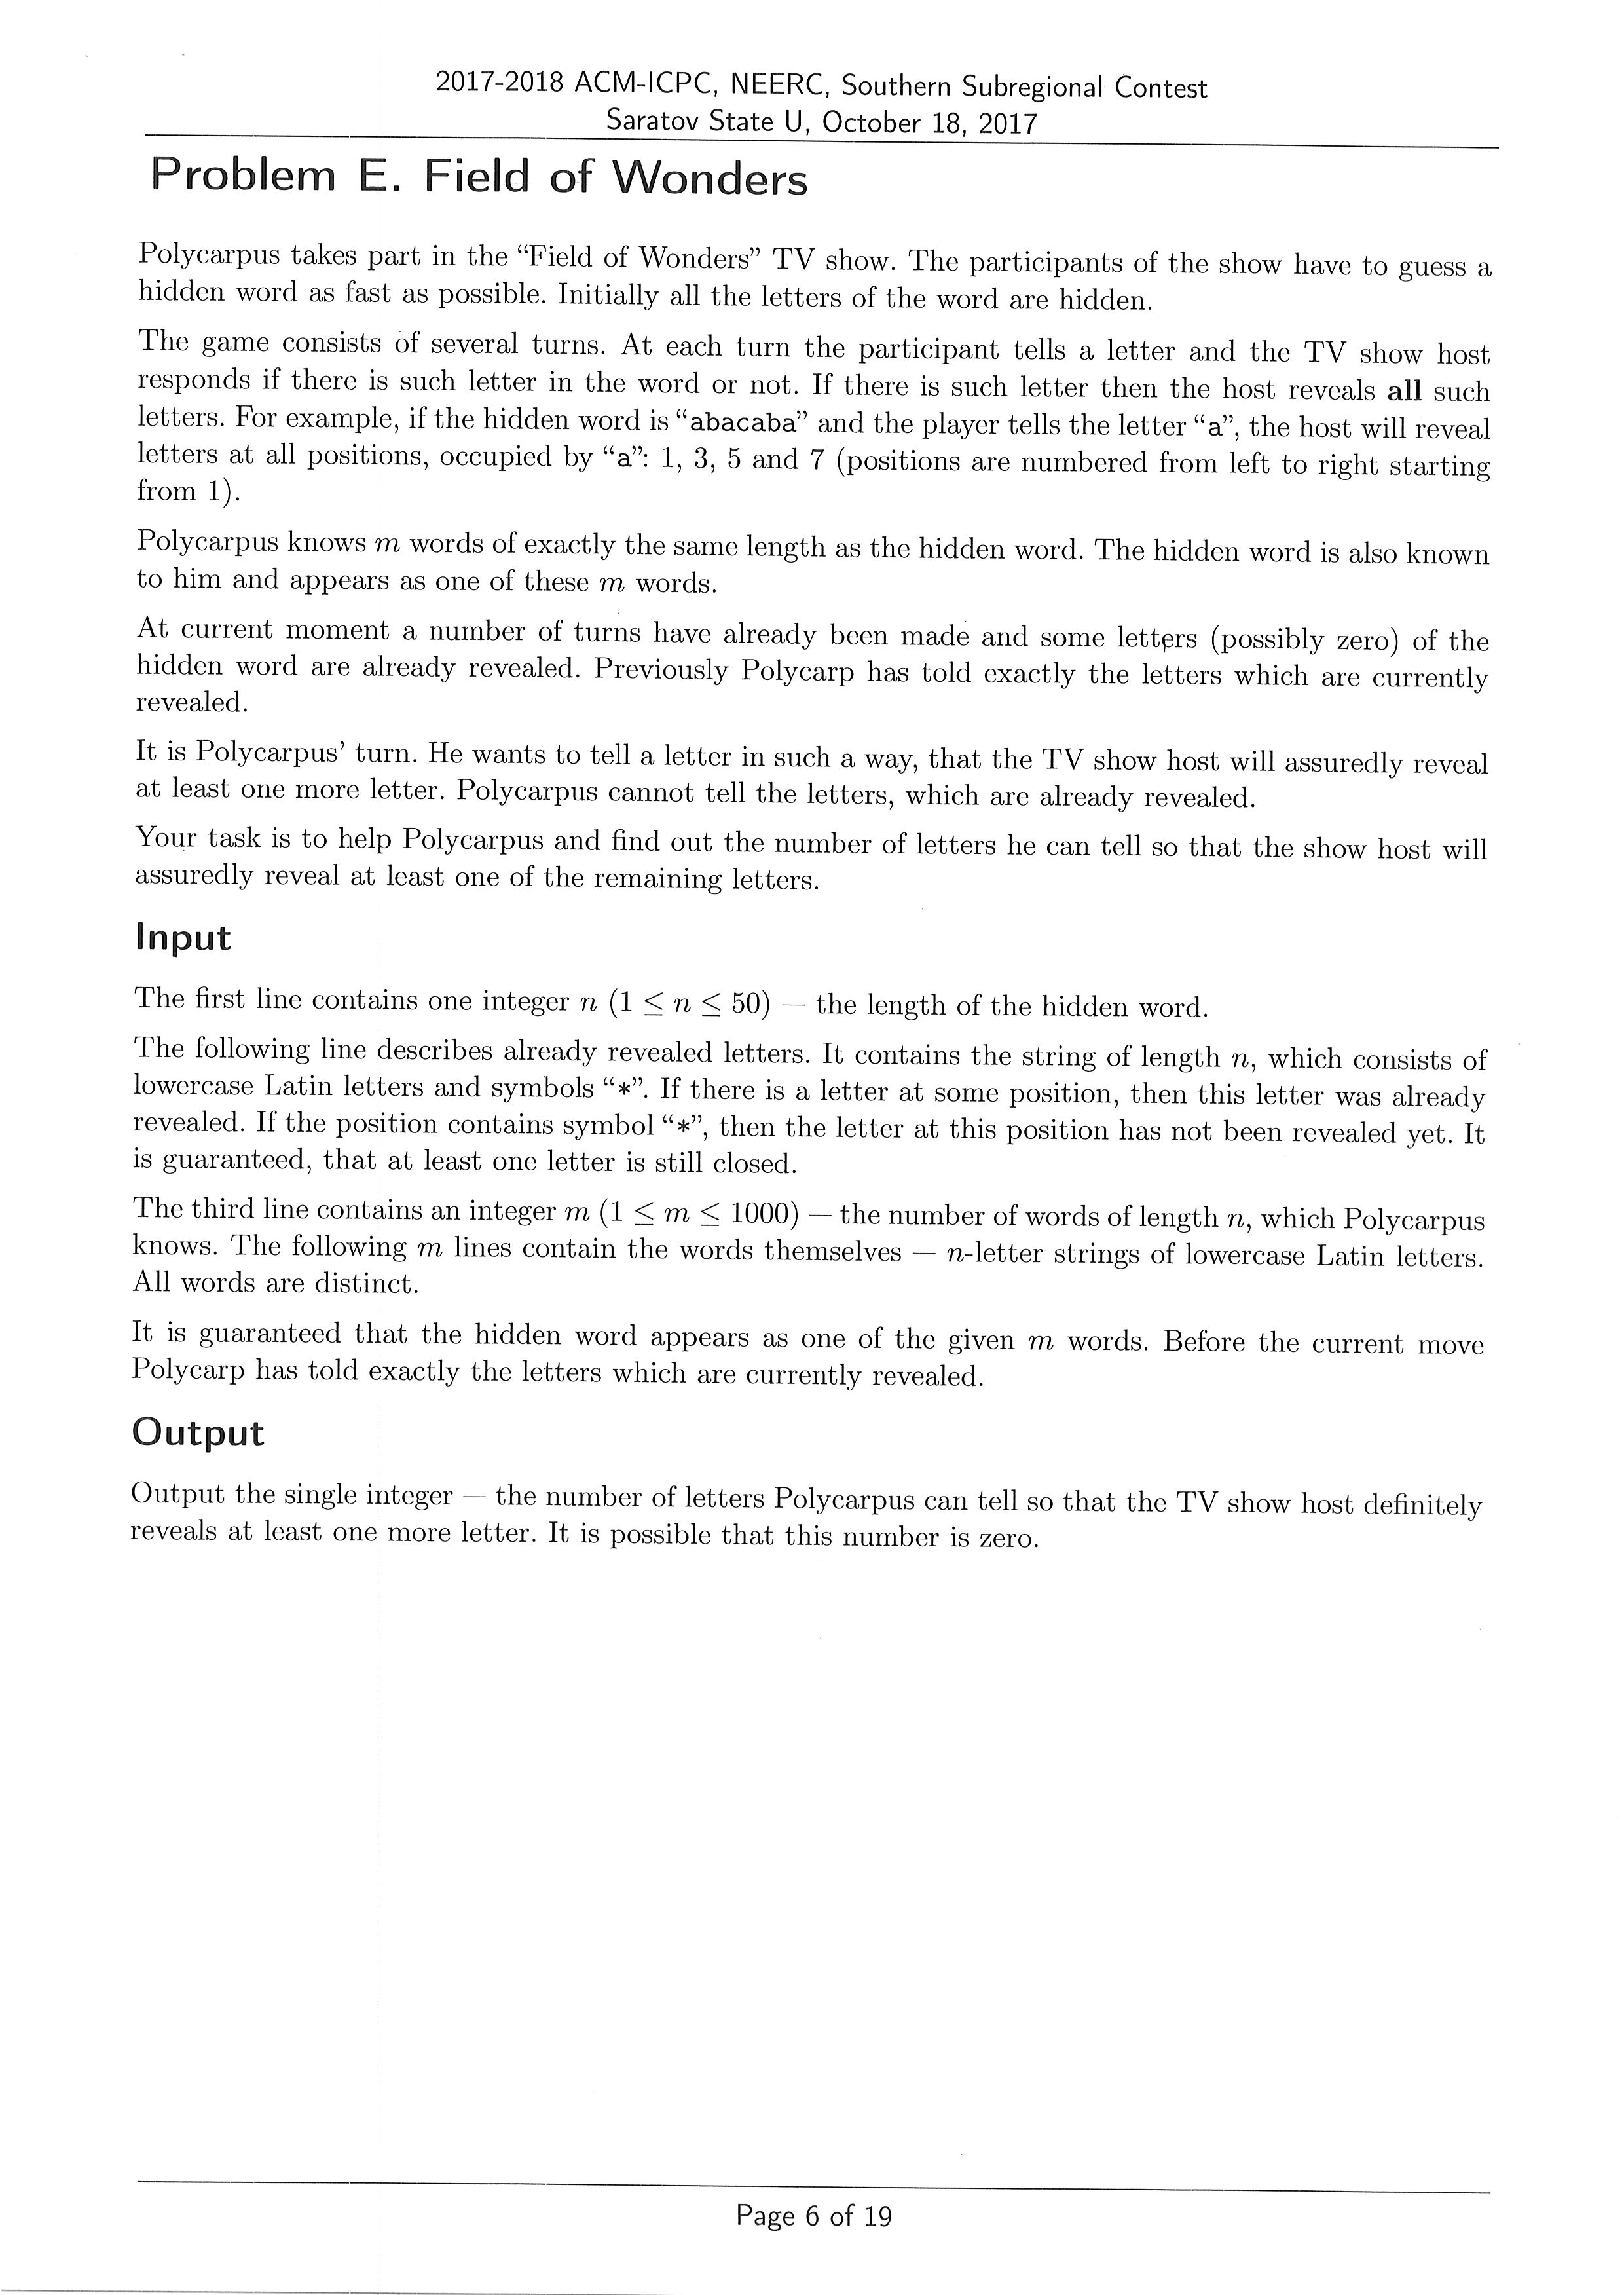 2017-2018 ACM-ICPC, NEERC, Southern Subregional Contest
Saratov State U, October 18, 2017
Problem E. Field of Wonders
Polycarpus takes part in the “Field of Wonders” TV show. The participants of the show have to guess a
hidden word as fast as possible. Initially all the letters of the word are hidden.
The game consists of several turns. At each turn the participant tells a letter and the TV show host
responds if there is such letter in the word or not. If there is such letter then the host reveals all such
letters. For example, if the hidden word is “abacaba” and the player tells the letter “a”, the host will reveal
letters at all positions, occupied by “a”: 1, 3, 5 and 7 (positions are numbered from left to right starting
from 1).
Polycarpus knows m words of exactly the same length as the hidden word. The hidden word is also known
to him and appears as one of these m words.
At current moment a number of turns have already been made and some letters (possibly zero) of the
hidden word are already revealed. Previously Polycarp has told exactly the letters which are currently
revealed.
It is Polycarpus’ turn. He wants to tell a letter in such a way, that the TV show host will assuredly reveal
at least one more letter. Polycarpus cannot tell the letters, which are already revealed.
Your task is to help Polycarpus and find out the number of letters he can tell so that the show host will
assuredly reveal at least one of the remaining letters.
Input
The first line contains one integer n (1 ≤ n ≤ 50) — the length of the hidden word.
The following line describes already revealed letters. It contains the string of length n, which consists of
lowercase Latin letters and symbols “*”. If there is a letter at some position, then this letter was already
revealed. If the position contains symbol “*”, then the letter at this position has not been revealed yet. It
is guaranteed, that at least one letter is still closed.
The third line contains an integer m (1 ≤ m ≤ 1000) — the number of words of length n, which Polycarpus
knows. The following m lines contain the words themselves — n-letter strings of lowercase Latin letters.
All words are distinct.
It is guaranteed that the hidden word appears as one of the given m words. Before the current move
Polycarp has told exactly the letters which are currently revealed.
Output
Output the single integer — the number of letters Polycarpus can tell so that the TV show host definitely
reveals at least one more letter. It is possible that this number is zero.
Page 6 of 19